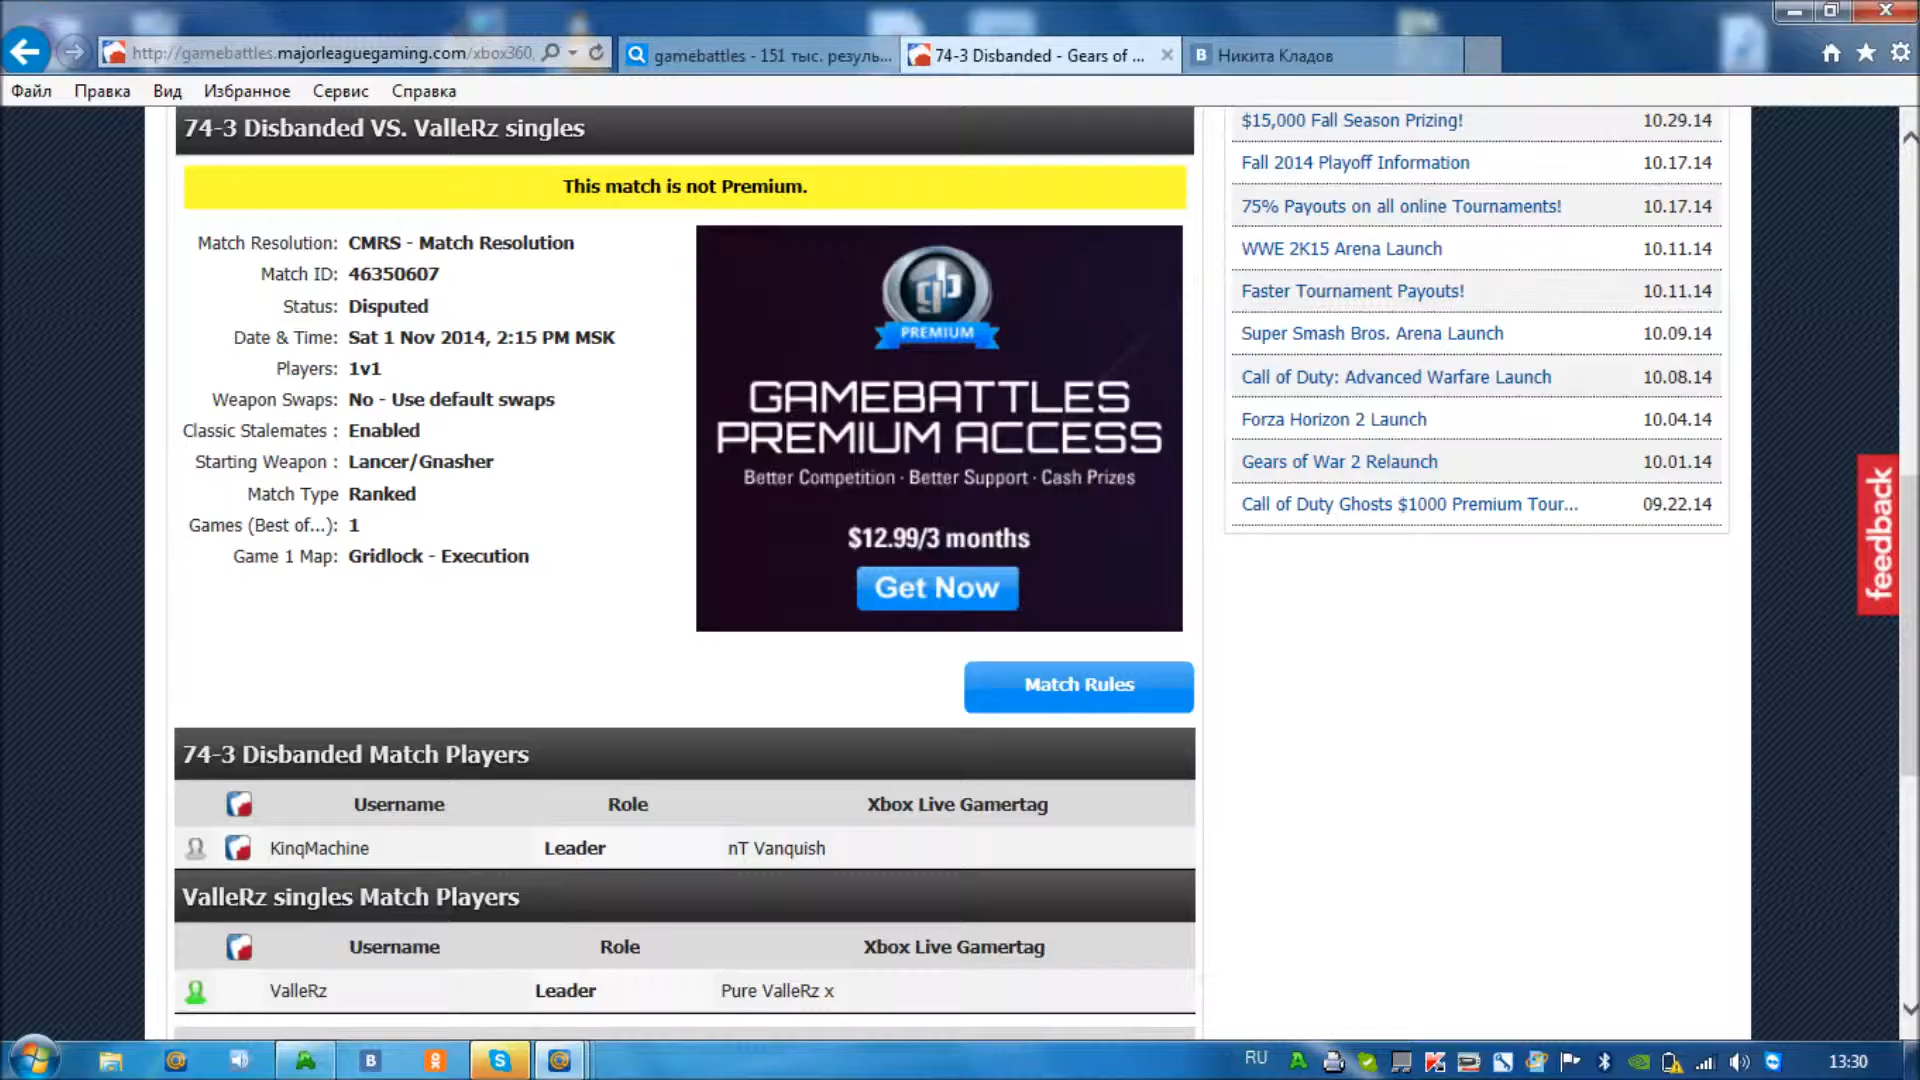 http://gamebattles.majorleaguegaming.com/xbox360,
gamebattles - 151 тыс. резуль...
74-3 Disbanded - Gears of ...
B Никита Кладов
Файл Правка Вид Избранное Сервис Справка
74-3 Disbanded VS. ValleRz singles
This match is not Premium.
Match Resolution: CMRS - Match Resolution
Match ID: 46350607
Status: Disputed
Date & Time: Sat 1 Nov 2014, 2:15 PM MSK
Players: 1v1
Weapon Swaps: No - Use default swaps
Classic Stalemates : Enabled
Starting Weapon : Lancer/Gnasher
Match Type Ranked
Games (Best of...): 1
Game 1 Map: Gridlock - Execution
gb
PREMIUM
GAMEBATTLES
PREMIUM ACCESS
Better Competition · Better Support · Cash Prizes
$12.99/3 months
Get Now
Match Rules
74-3 Disbanded Match Players
Username Role Xbox Live Gamertag
KinqMachine Leader nT Vanquish
ValleRz singles Match Players
Username Role Xbox Live Gamertag
ValleRz Leader Pure ValleRz x
$15,000 Fall Season Prizing! 10.29.14
Fall 2014 Playoff Information 10.17.14
75% Payouts on all online Tournaments! 10.17.14
WWE 2K15 Arena Launch 10.11.14
Faster Tournament Payouts! 10.11.14
Super Smash Bros. Arena Launch 10.09.14
Call of Duty: Advanced Warfare Launch 10.08.14
Forza Horizon 2 Launch 10.04.14
Gears of War 2 Relaunch 10.01.14
Call of Duty Ghosts $1000 Premium Tour... 09.22.14
feedback
RU
13:30